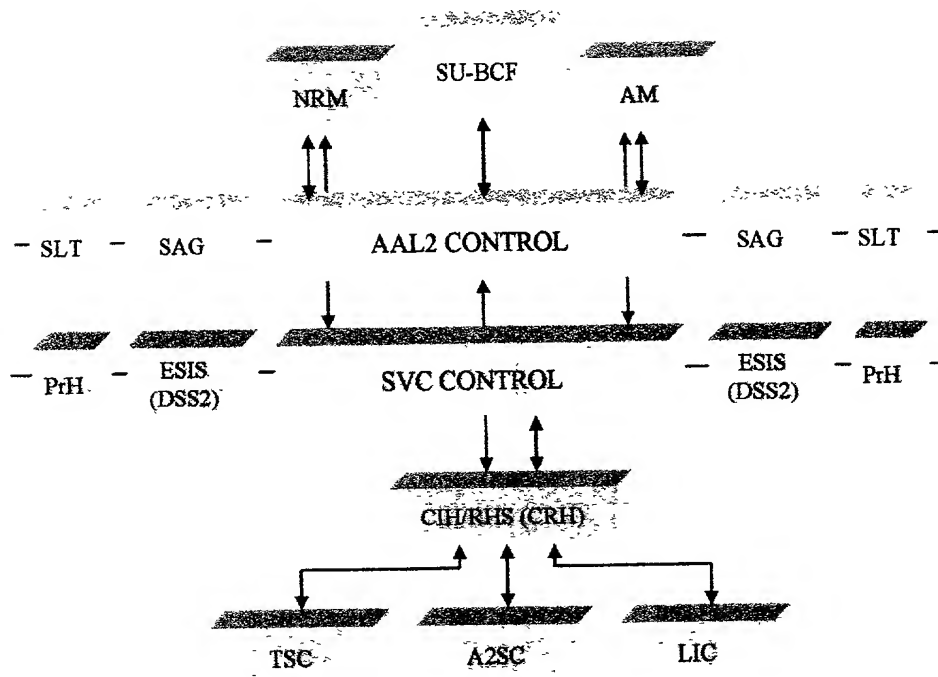 SU-BCF
NRM
AM
SLT
SAG
AAL2 CONTROL
SAG
SLT
PrH
ESIS
(DSS2)
SVC CONTROL
ESIS
(DSS2)
PrH
CIH/RHS (CRH)
TSC
A2SC
LIC